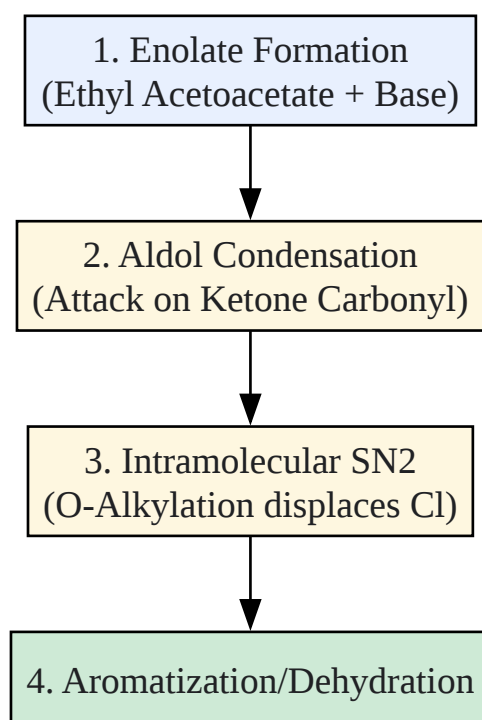 1. Enolate Formation
(Ethyl Acetoacetate + Base)
2. Aldol Condensation
(Attack on Ketone Carbonyl)
3. Intramolecular SN2
(O-Alkylation displaces Cl)
4. Aromatization/Dehydration